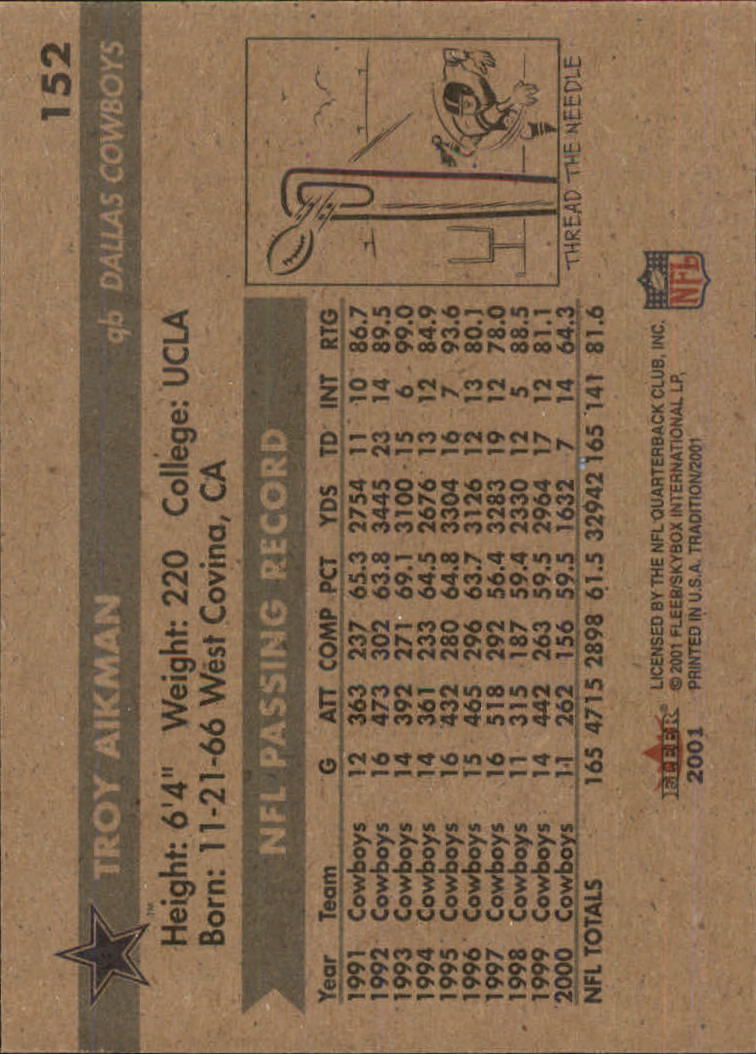 152
TROY AIKMAN qb DALLAS COWBOYS
Height: 6'4" Weight: 220 College: UCLA
Born: 11-21-66 West Covina, CA
NFL PASSING RECORD
Year Team G ATT COMP PCT YDS TD INT RTG
1991 Cowboys 12 363 237 65.3 2754 11 10 86.7
1992 Cowboys 16 473 302 63.8 3445 23 14 89.5
1993 Cowboys 14 392 271 69.1 3100 15 6 99.0
1994 Cowboys 14 361 233 64.5 2676 13 12 84.9
1995 Cowboys 16 432 280 64.8 3304 16 7 93.6
1996 Cowboys 15 465 296 63.7 3126 12 13 80.1
1997 Cowboys 16 518 292 56.4 3283 19 12 78.0
1998 Cowboys 11 315 187 59.4 2330 12 5 88.5
1999 Cowboys 14 442 263 59.5 2964 17 12 81.1
2000 Cowboys 11 262 156 59.5 1632 7 14 64.3
NFL TOTALS 165 4715 2898 61.5 32942 165 141 81.6
THREAD THE NEEDLE
FLEER®
2001
LICENSED BY THE NFL QUARTERBACK CLUB, INC.
© 2001 FLEER/SKYBOX INTERNATIONAL LP,
PRINTED IN U.S.A. TRADITION/2001
NFL